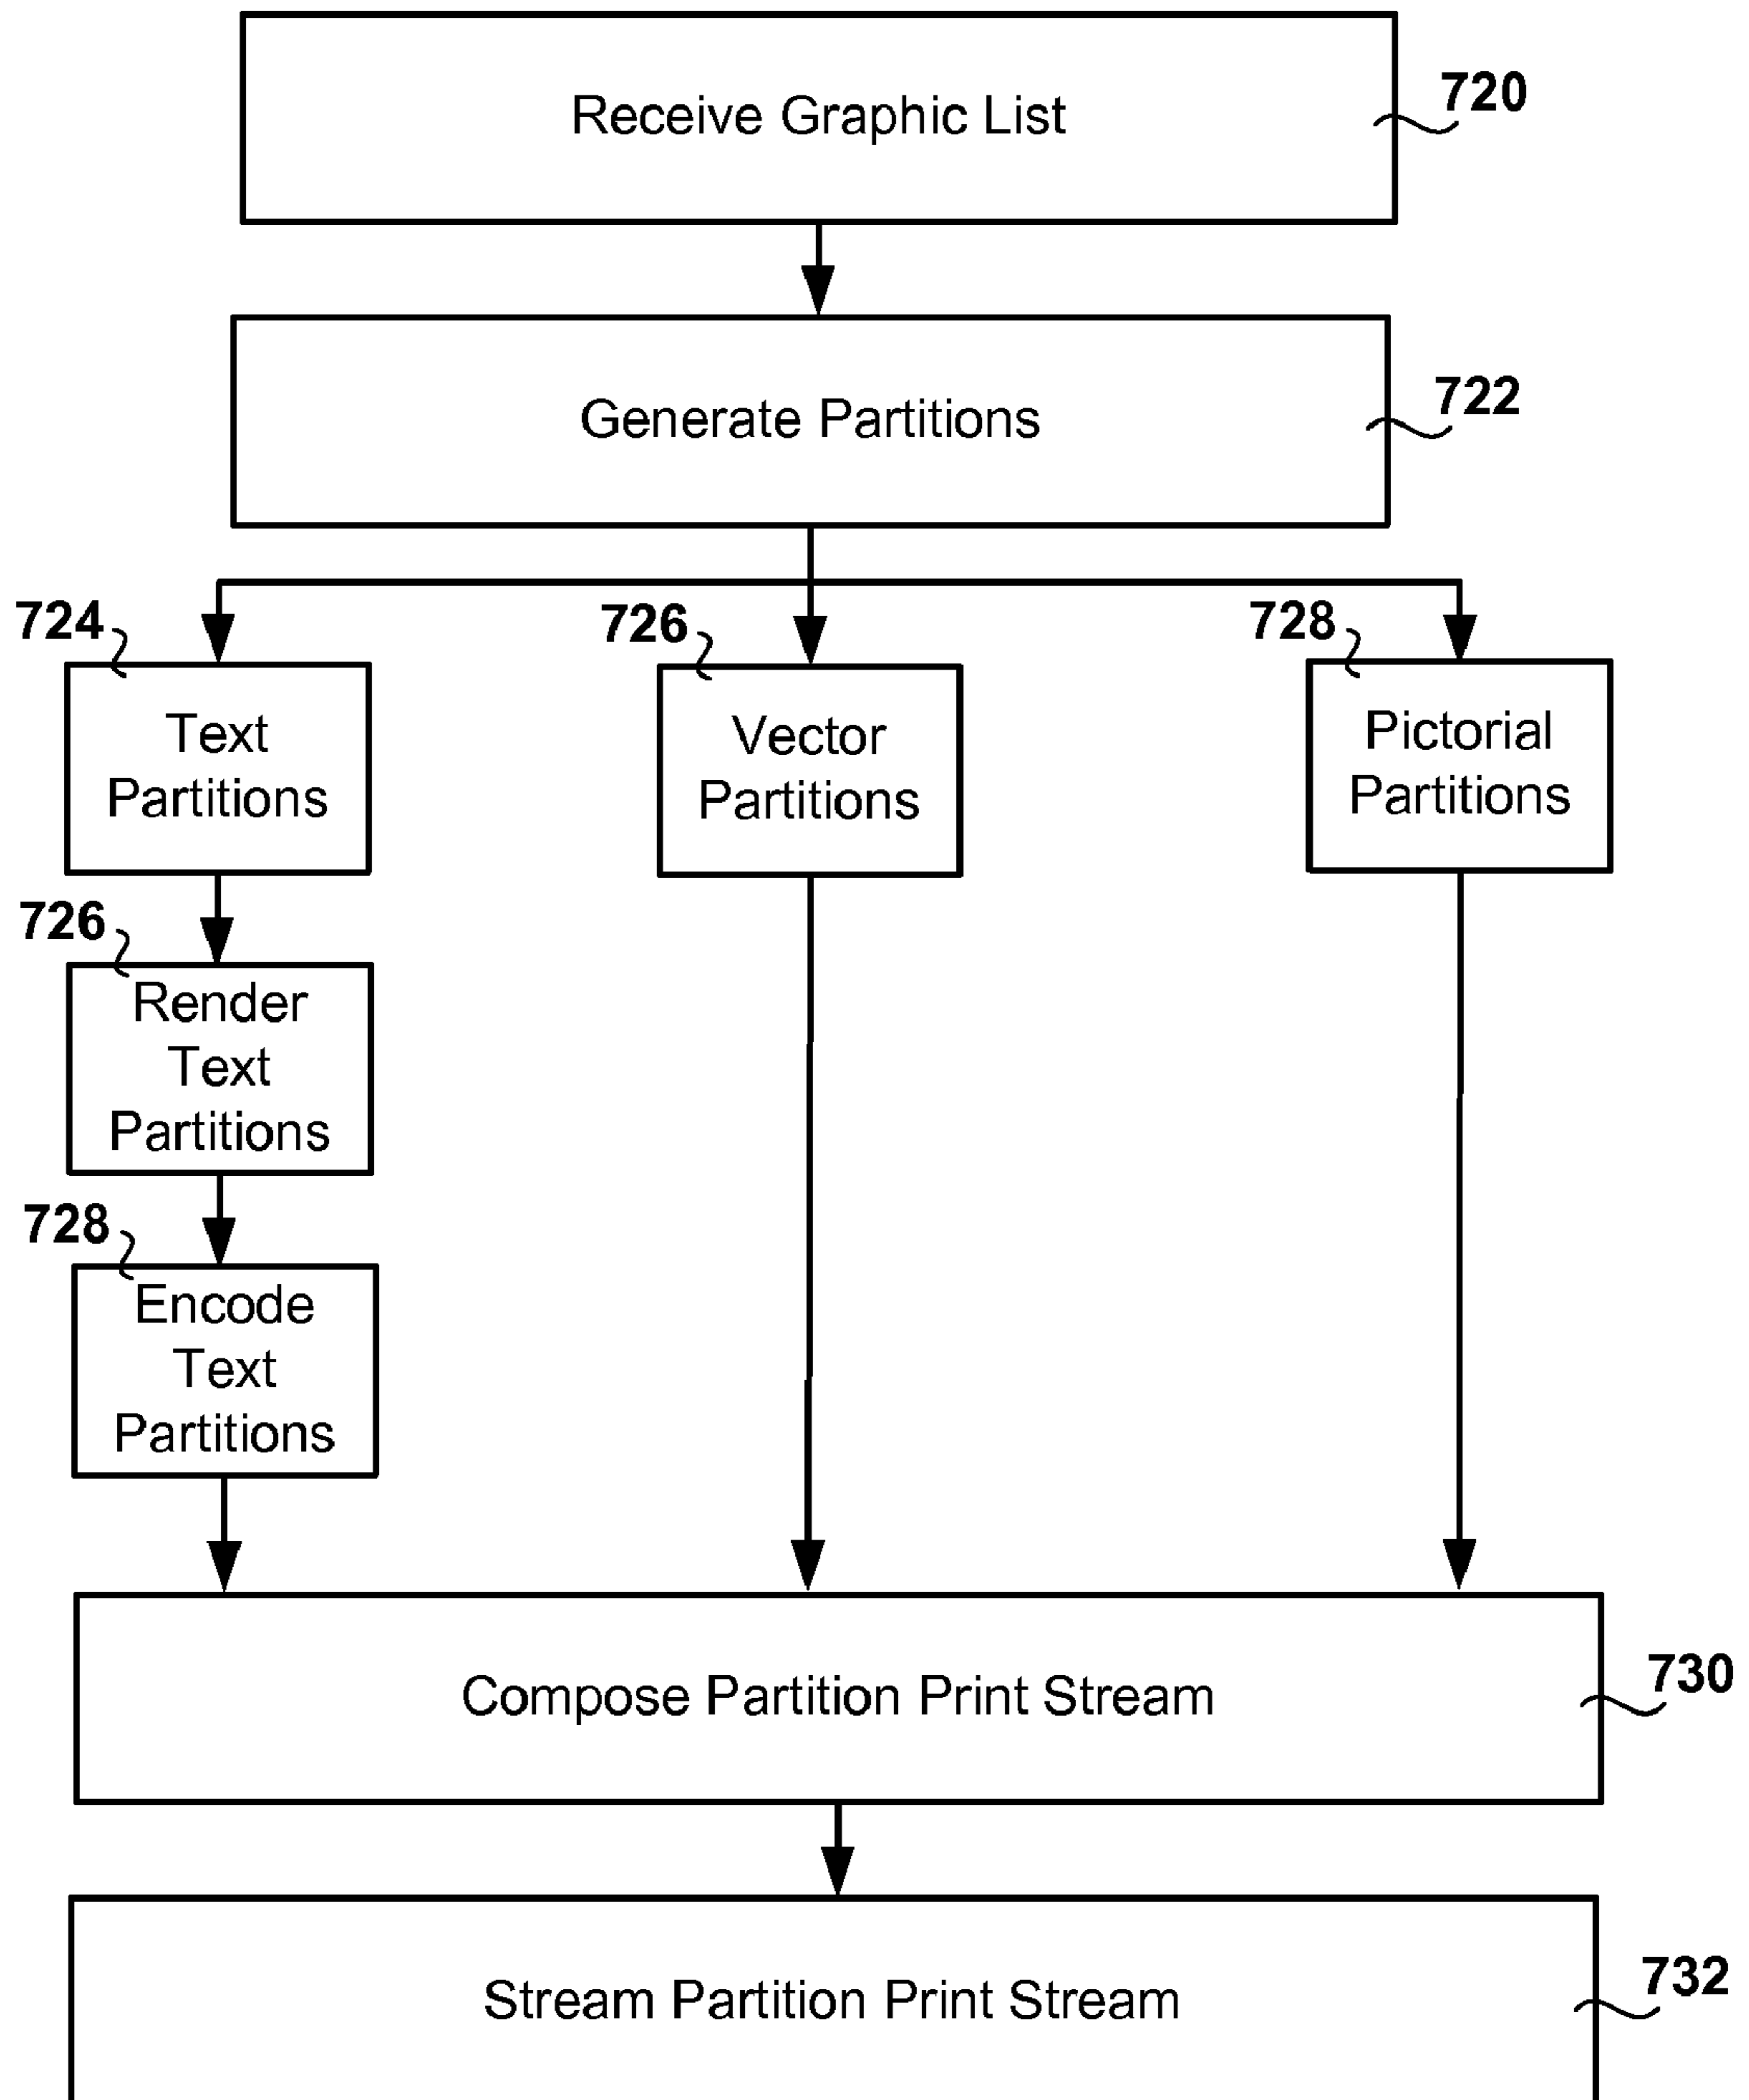 Receive Graphic List
720
Generate Partitions
722
724
726
728
Text
Partitions
Vector
Partitions
Pictorial
Partitions
726
Render
Text
Partitions
728
Encode
Text
Partitions
Compose Partition Print Stream
730
Stream Partition Print Stream
732